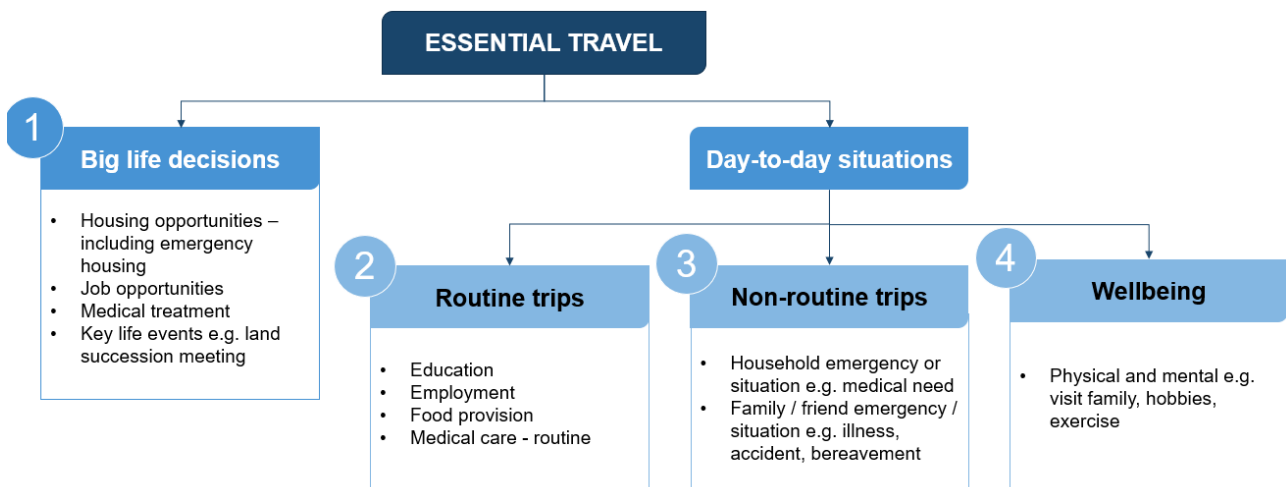 ESSENTIAL TRAVEL
1
Big life decisions
• Housing opportunities –
including emergency
housing
• Job opportunities
• Medical treatment
• Key life events e.g. land
succession meeting
Day-to-day situations
2
Routine trips
• Education
• Employment
• Food provision
• Medical care - routine
3
Non-routine trips
• Household emergency or
situation e.g. medical need
• Family / friend emergency /
situation e.g. illness,
accident, bereavement
4
Wellbeing
• Physical and mental e.g.
visit family, hobbies,
exercise